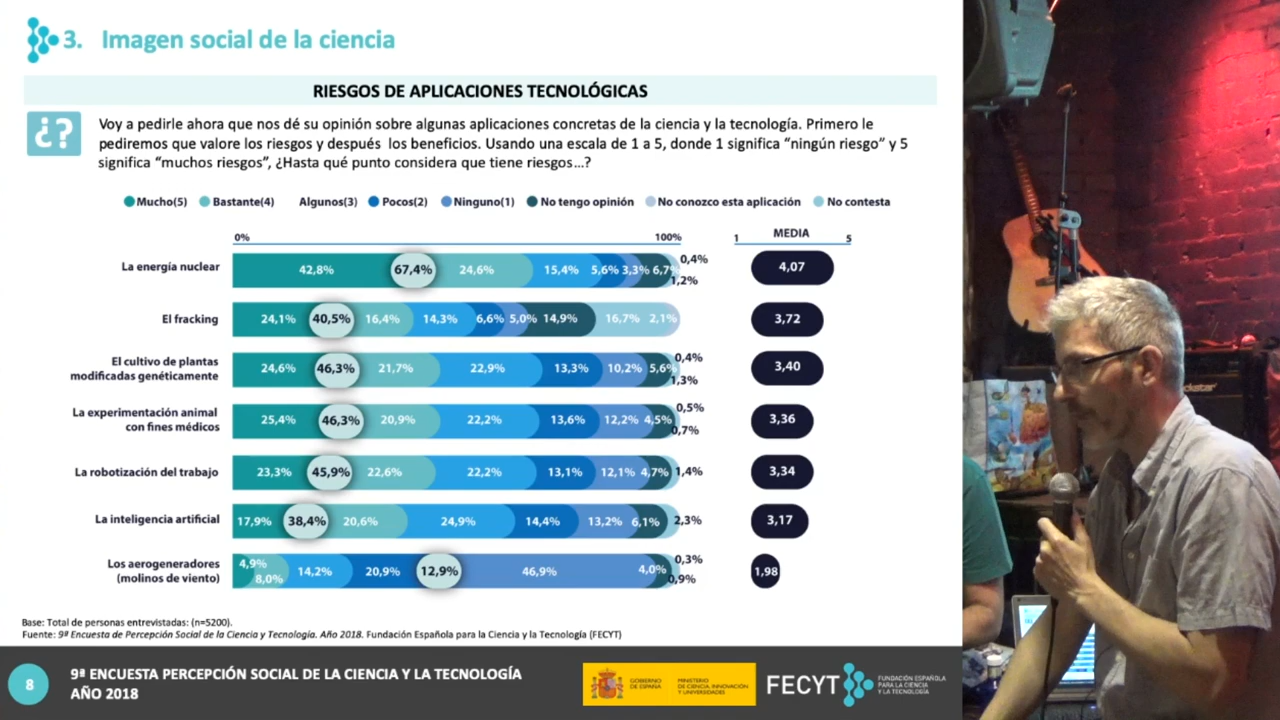 3. Imagen social de la ciencia
RIESGOS DE APLICACIONES TECNOLÓGICAS
¿?
Voy a pedirle ahora que nos dé su opinión sobre algunas aplicaciones concretas de la ciencia y la tecnología. Primero le
pediremos que valore los riesgos y después los beneficios. Usando una escala de 1 a 5, donde 1 significa “ningún riesgo” y 5
significa “muchos riesgos”, ¿Hasta qué punto considera que tiene riesgos...?
Mucho(5) Bastante(4) Algunos(3) Pocos(2) Ninguno(1) No tengo opinión No conozco esta aplicación No contesta
0% 100% 1 MEDIA 5
La energía nuclear 42,8% 67,4% 24,6% 15,4% 5,6% 3,3% 6,7% 0,4% 1,2% 4,07
El fracking 24,1% 40,5% 16,4% 14,3% 6,6% 5,0% 14,9% 16,7% 2,1% 3,72
El cultivo de plantas
modificadas genéticamente 24,6% 46,3% 21,7% 22,9% 13,3% 10,2% 5,6% 0,4% 1,3% 3,40
La experimentación animal
con fines médicos 25,4% 46,3% 20,9% 22,2% 13,6% 12,2% 4,5% 0,5% 0,7% 3,36
La robotización del trabajo 23,3% 45,9% 22,6% 22,2% 13,1% 12,1% 4,7% 1,4% 3,34
La inteligencia artificial 17,9% 38,4% 20,6% 24,9% 14,4% 13,2% 6,1% 2,3% 3,17
Los aerogeneradores
(molinos de viento) 4,9% 8,0% 14,2% 20,9% 12,9% 46,9% 4,0% 0,3% 0,9% 1,98
Base: Total de personas entrevistadas: (n=5200).
Fuente: 9ª Encuesta de Percepción Social de la Ciencia y Tecnología. Año 2018. Fundación Española para la Ciencia y la Tecnología (FECYT)
8
9ª ENCUESTA PERCEPCIÓN SOCIAL DE LA CIENCIA Y LA TECNOLOGÍA
AÑO 2018
GOBIERNO
DE ESPAÑA
MINISTERIO
DE CIENCIA, INNOVACIÓN
Y UNIVERSIDADES
FECYT
FUNDACIÓN ESPAÑOLA
PARA LA CIENCIA
Y LA TECNOLOGÍA